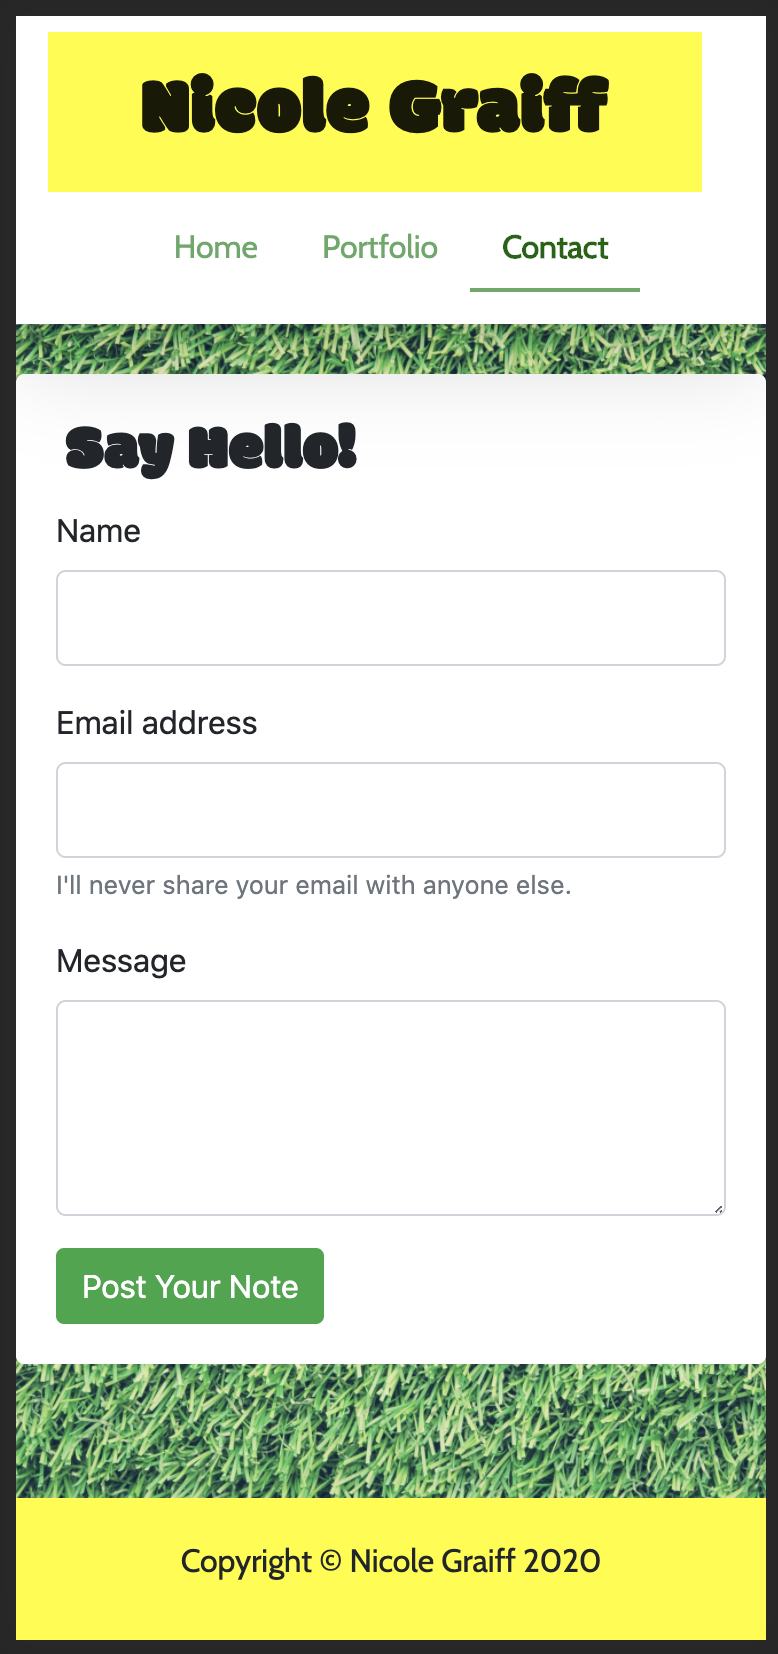 Nicole Graiff
Home Portfolio Contact
Say Hello!
Name
Email address
I'll never share your email with anyone else.
Message
Post Your Note
Copyright © Nicole Graiff 2020